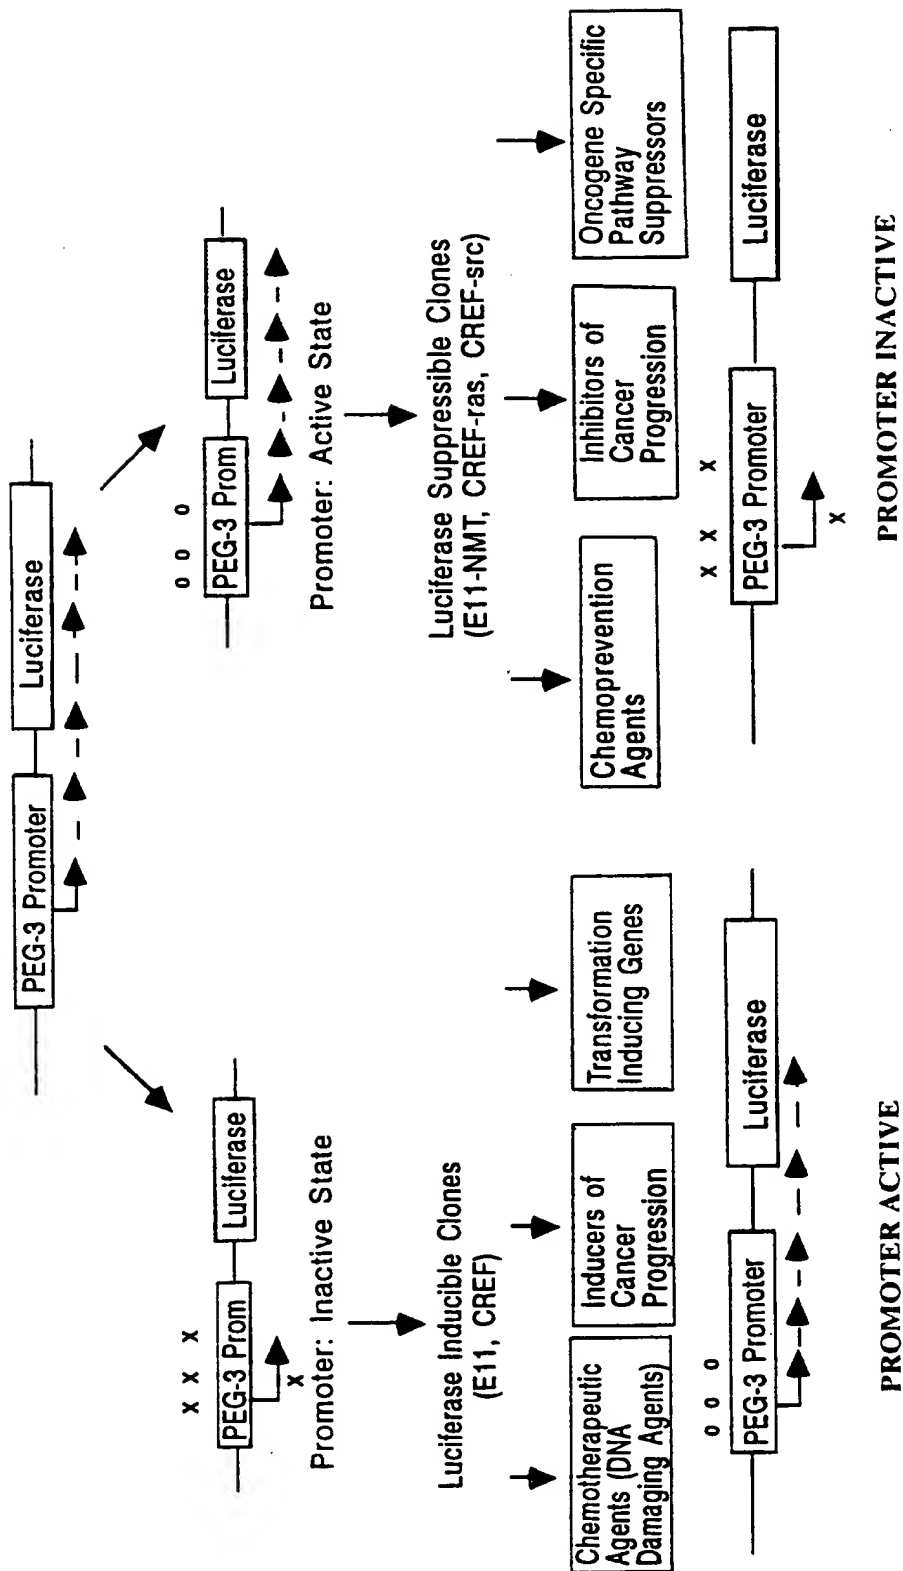 PEG-3 Promoter
Luciferase
X X X
PEG-3 Prom
Luciferase
X
Promoter: Inactive State
O O O
PEG-3 Prom
Luciferase
Promoter: Active State
Luciferase Inducible Clones
(E11, CREF)
Luciferase Suppressible Clones
(E11-NMT, CREF-ras, CREF-src)
Chemotherapeutic
Agents (DNA
Damaging Agents)
Inducers of
Cancer
Progression
Transformation
Inducing Genes
Chemoprevention
Agents
Inhibitors of
Cancer
Progression
Oncogene Specific
Pathway
Suppressors
O O O
PEG-3 Promoter
Luciferase
X X X
PEG-3 Promoter
Luciferase
X
PROMOTER ACTIVE
PROMOTER INACTIVE